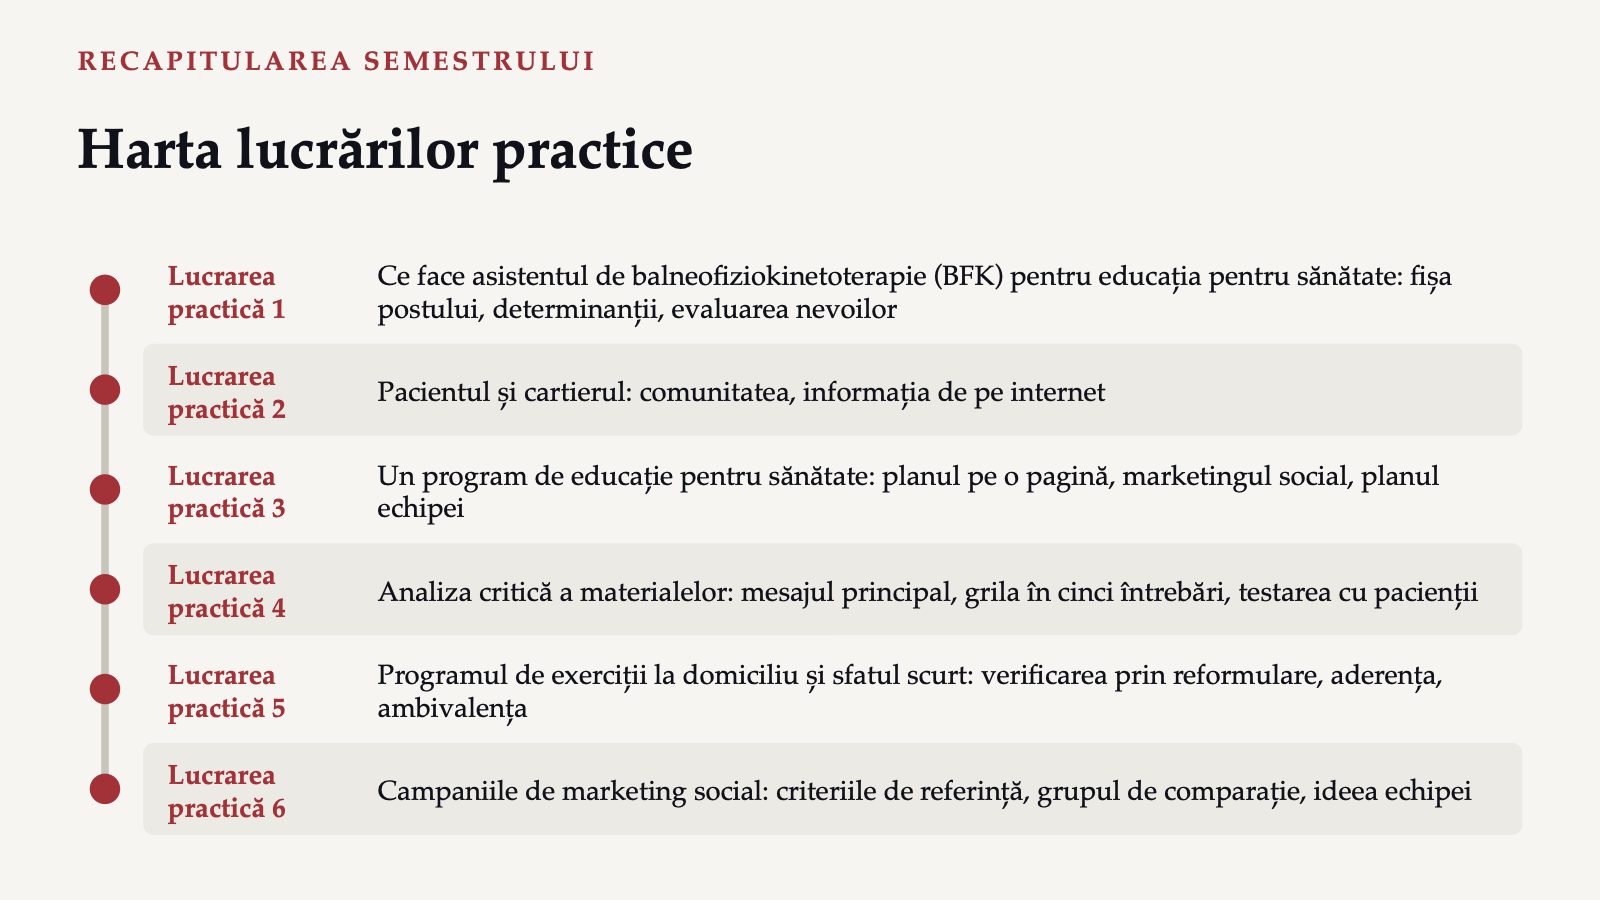 RECAPITULAREA SEMESTRULUI
Harta lucrărilor practice
Lucrarea
practică 1
Ce face asistentul de balneofiziokinetoterapie (BFK) pentru educația pentru sănătate: fișa
postului, determinanții, evaluarea nevoilor
Lucrarea
practică 2
Pacientul și cartierul: comunitatea, informația de pe internet
Lucrarea
practică 3
Un program de educație pentru sănătate: planul pe o pagină, marketingul social, planul
echipei
Lucrarea
practică 4
Analiza critică a materialelor: mesajul principal, grila în cinci întrebări, testarea cu pacienții
Lucrarea
practică 5
Programul de exerciții la domiciliu și sfatul scurt: verificarea prin reformulare, aderența,
ambivalența
Lucrarea
practică 6
Campaniile de marketing social: criteriile de referință, grupul de comparație, ideea echipei